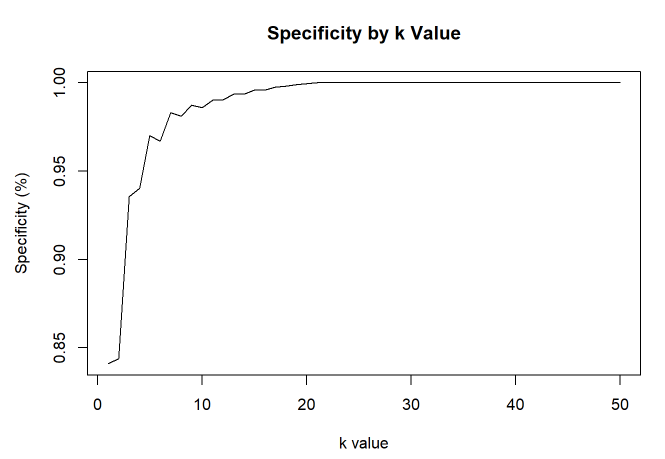 Specificity by k Value
Specificity (%)
1.00
0.95
0.90
0.85
0 10 20 30 40 50
k value